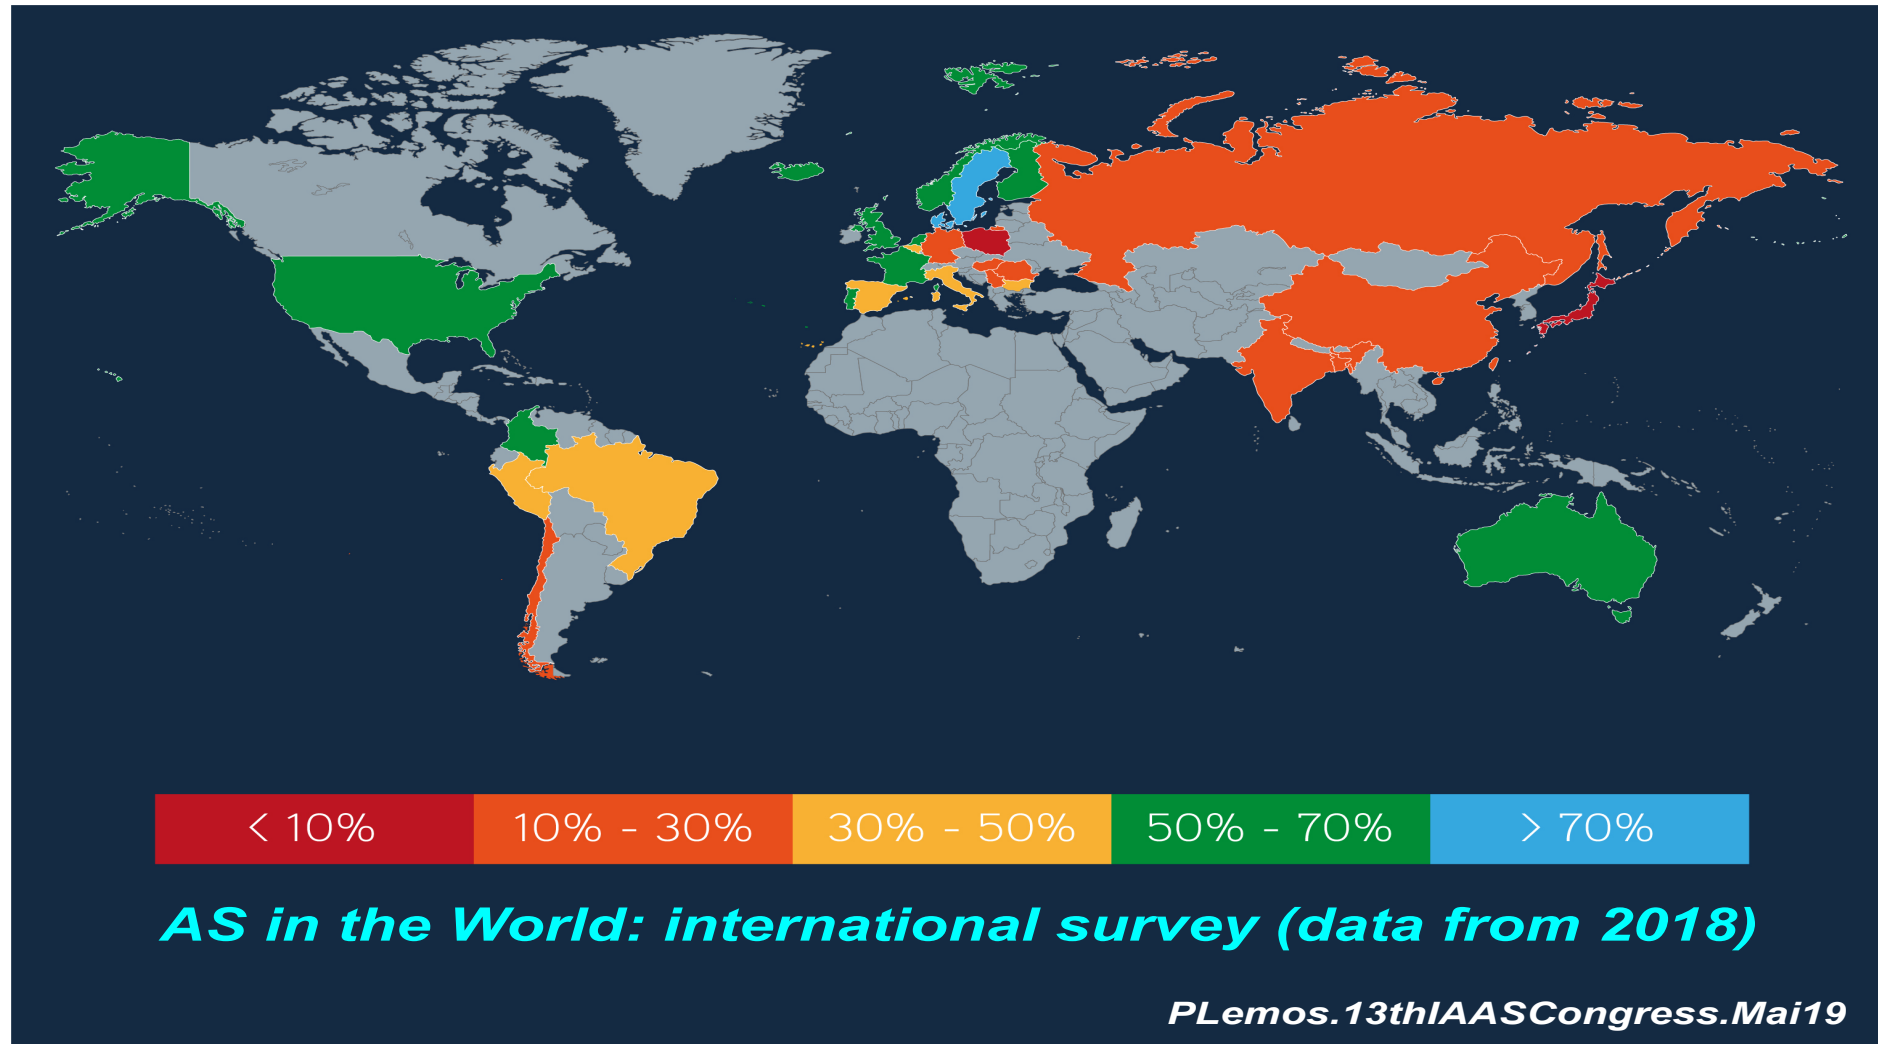 < 10% 10% - 30% 30% - 50% 50% - 70% > 70%
AS in the World: international survey (data from 2018)
PLemos.13thIAASCongress.Mai19